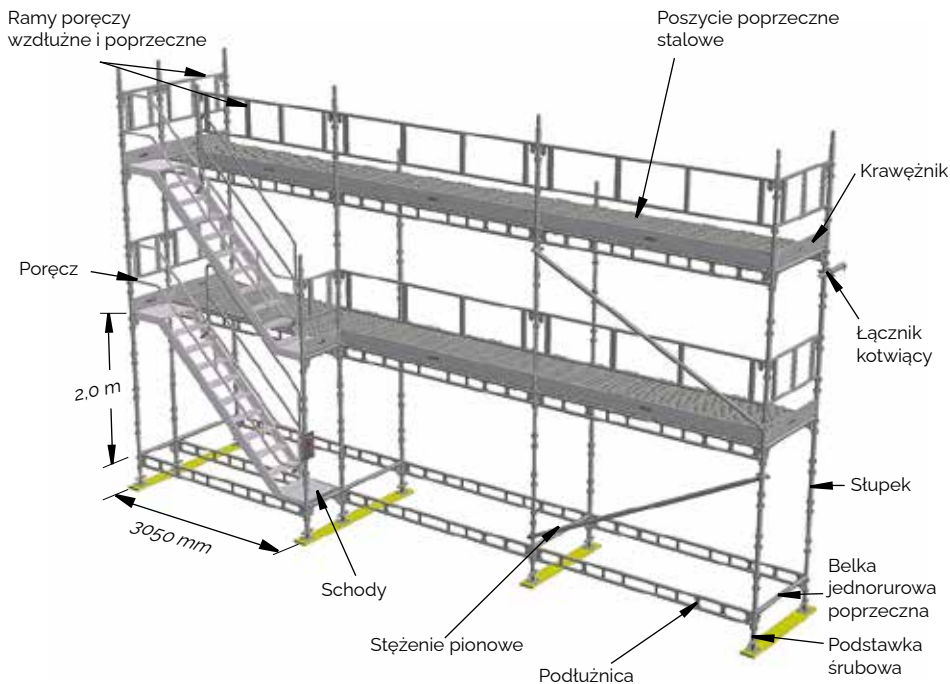 Ramy poręczy
wzdłużne i poprzeczne
Poszycie poprzeczne
stalowe
Krawężnik
Poręcz
Łącznik
kotwiący
2,0 m
Słupek
3050 mm
Schody
Belka
jednorurowa
poprzeczna
Stężenie pionowe
Podstawka
śrubowa
Podłużnica